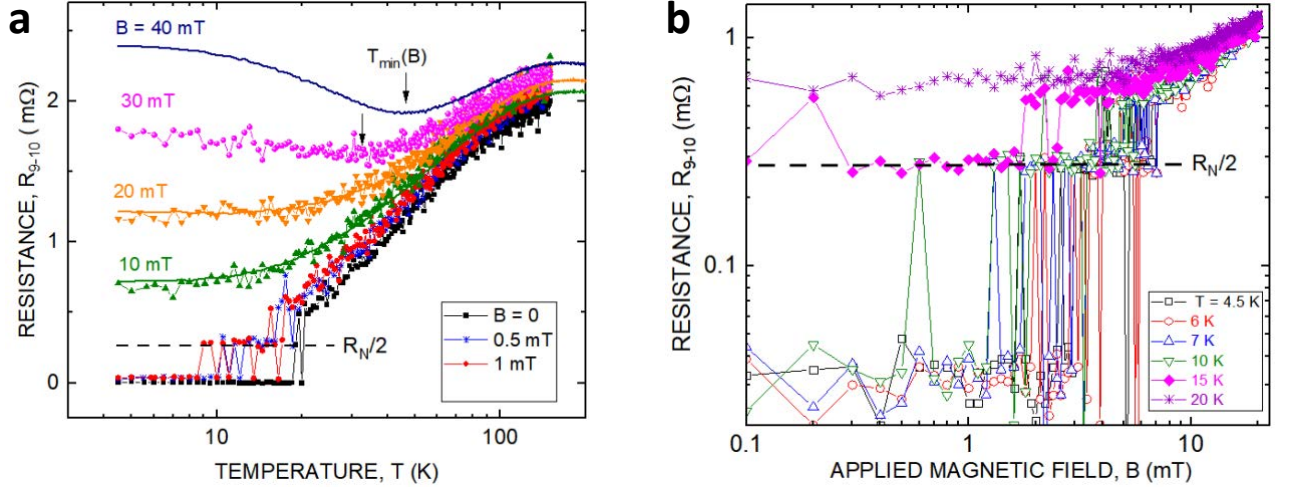 a
B = 40 mT
T_min(B)
30 mT
20 mT
10 mT
R_N/2
B = 0
0.5 mT
1 mT
0
1
2
10
100
RESISTANCE, R_9-10 ( mΩ)
TEMPERATURE, T (K)
b
1
0.1
R_N/2
T = 4.5 K
6 K
7 K
10 K
15 K
20 K
0.1
1
10
RESISTANCE, R_9-10 (mΩ)
APPLIED MAGNETIC FIELD, B (mT)